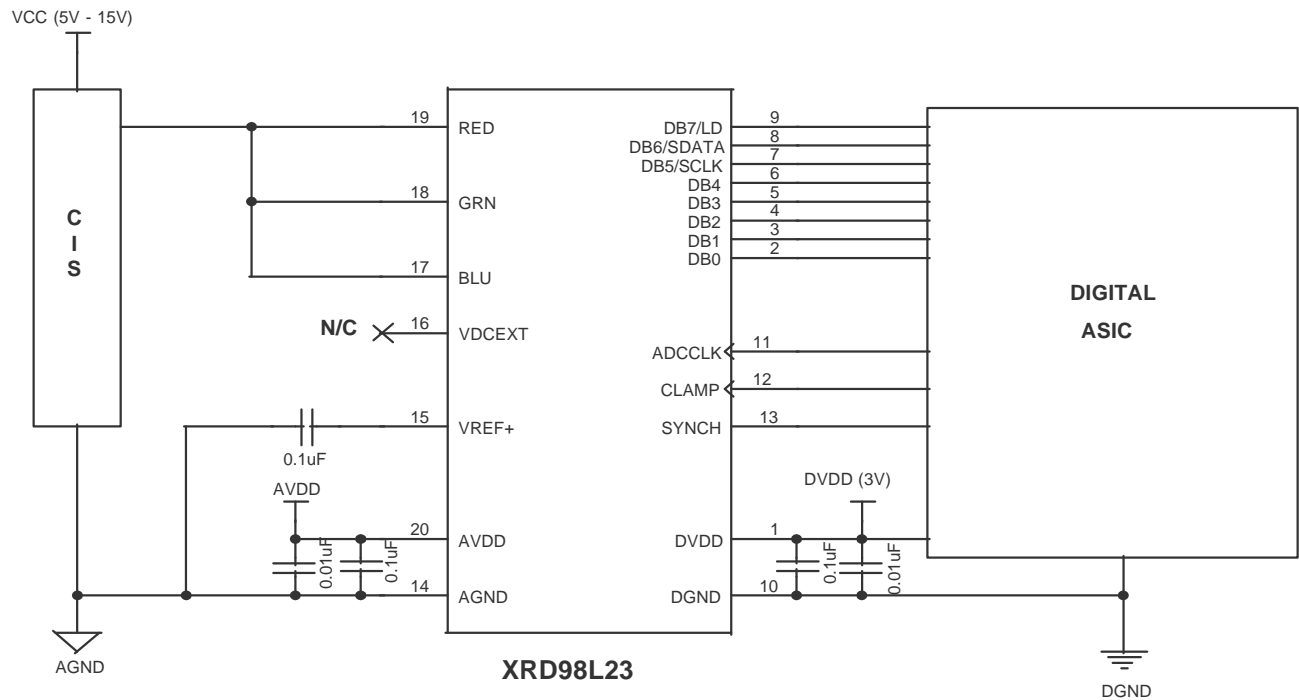 VCC (5V - 15V)
C
I
S
19
RED
18
GRN
17
BLU
N/C
16
VDCEXT
15
VREF+
0.1uF
AVDD
20
AVDD
0.01uF
0.1uF
14
AGND
AGND
DB7/LD
9
DB6/SDATA
8
DB5/SCLK
7
DB4
6
DB3
5
DB2
4
DB1
3
DB0
2
ADCCLK
11
CLAMP
12
SYNCH
13
DVDD (3V)
DVDD
1
0.1uF
0.01uF
DGND
10
XRD98L23
DIGITAL
ASIC
DGND